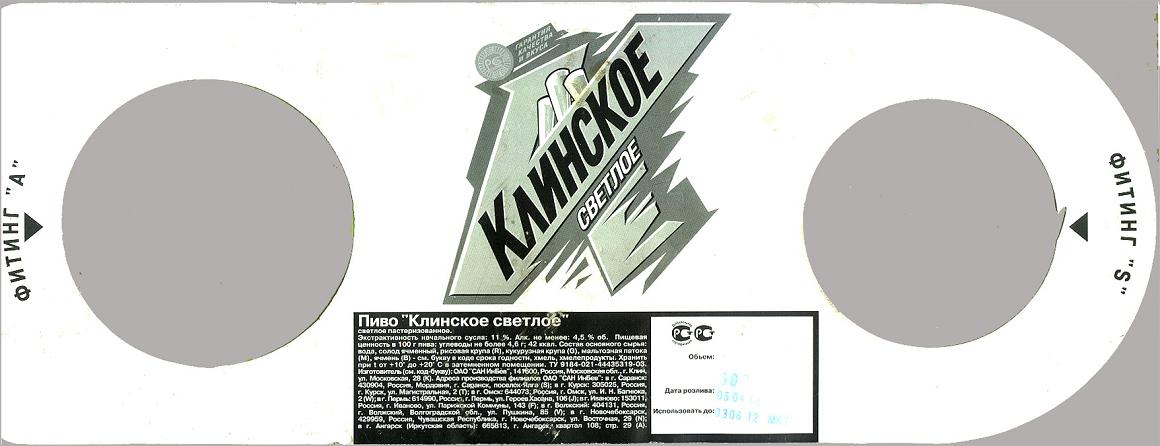 ГАРАНТИЯ
КАЧЕСТВА
И ВКУСА
КЛИНСКОЕ
СВЕТЛОЕ
ФИТИНГ "A"
ФИТИНГ "S"
Пиво "Клинское светлое"
светлое пастеризованное.
Экстрактивность начального сусла: 11 %. Алк. не менее: 4,5 % об. Пищевая
ценность в 100 г пива: углеводы не более 4,6 г; 42 ккал. Состав основного сырья:
вода, солод ячменный, рисовая крупа (R), кукурузная крупа (G), мальтозная патока
(M), ячмень (B) - см. букву в коде срока годности, хмель, хмелепродукты. Хранить
при t от +10° до +20° С в затемненном помещении. ТУ 9184-021-44435319-03.
Изготовитель (см. код-букву): ОАО "САН ИнБев", 141600, Россия, Московская обл., г. Клин,
ул. Московская, 28 (K). Адреса производства филиалов ОАО "САН ИнБев": в г. Саранск:
430904, Россия, Мордовия, г. Саранск, поселок Ялга (S); в г. Курск: 305025, Россия,
г. Курск, ул. Магистральная, 2 (T); в г. Омск: 644073, Россия, г. Омск, ул. И. Н. Багнюка,
2 (W); в г. Пермь: 614990, Россия, г. Пермь, ул. Героев Хасана, 106 (J); в г. Иваново: 153011,
Россия, г. Иваново, ул. Парижской Коммуны, 143 (F); в г. Волжский: 404131, Россия,
г. Волжский, Волгоградской обл., ул. Пушкина, 85 (V); в г. Новочебоксарск:
429959, Россия, Чувашская Республика, г. Новочебоксарск, ул. Восточная, 29 (N);
в г. Ангарск (Иркутская область): 665813, г. Ангарск, квартал 108, стр. 29 (A).
Объем:
Дата розлива: 05 04 12
Использовать до: 0306 12